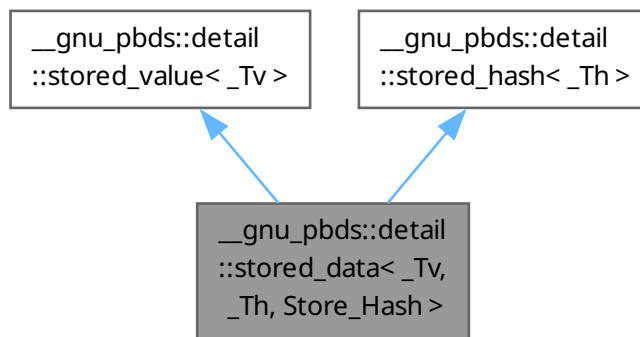 __gnu_pbds::detail
::stored_value< _Tv >
__gnu_pbds::detail
::stored_hash< _Th >
__gnu_pbds::detail
::stored_data< _Tv,
_Th, Store_Hash >